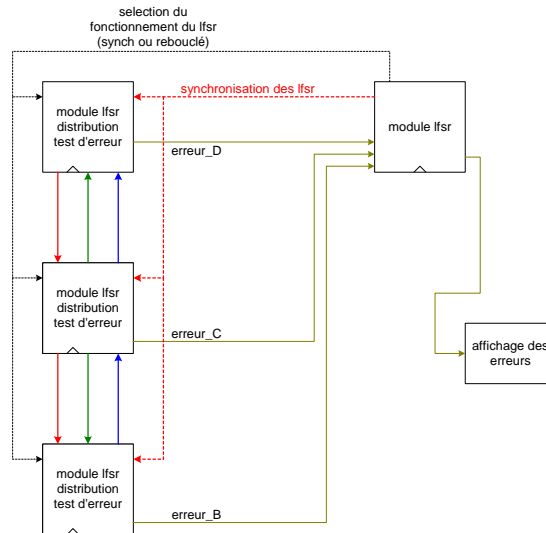 selection du
fonctionnement du lfsr
(synch ou rebouclé)
synchronisation des lfsr
module lfsr
distribution
test d'erreur
module lfsr
erreur_D
module lfsr
distribution
test d'erreur
erreur_C
affichage des
erreurs
module lfsr
distribution
test d'erreur
erreur_B